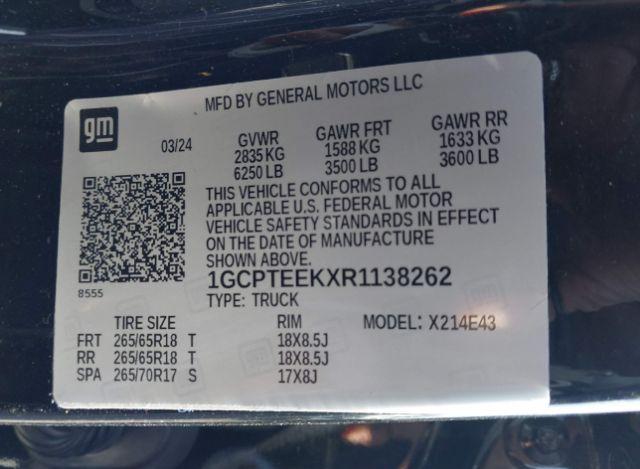 MFD BY GENERAL MOTORS LLC
gm
03/24
GVWR
2835 KG
6250 LB
GAWR FRT
1588 KG
3500 LB
GAWR RR
1633 KG
3600 LB
THIS VEHICLE CONFORMS TO ALL
APPLICABLE U.S. FEDERAL MOTOR
VEHICLE SAFETY STANDARDS IN EFFECT
ON THE DATE OF MANUFACTURE
SHOWN ABOVE.
1GCPTEEKXR1138262
8555
TYPE: TRUCK
TIRE SIZE RIM MODEL: X214E43
FRT 265/65R18 T 18X8.5J
RR 265/65R18 T 18X8.5J
SPA 265/70R17 S 17X8J